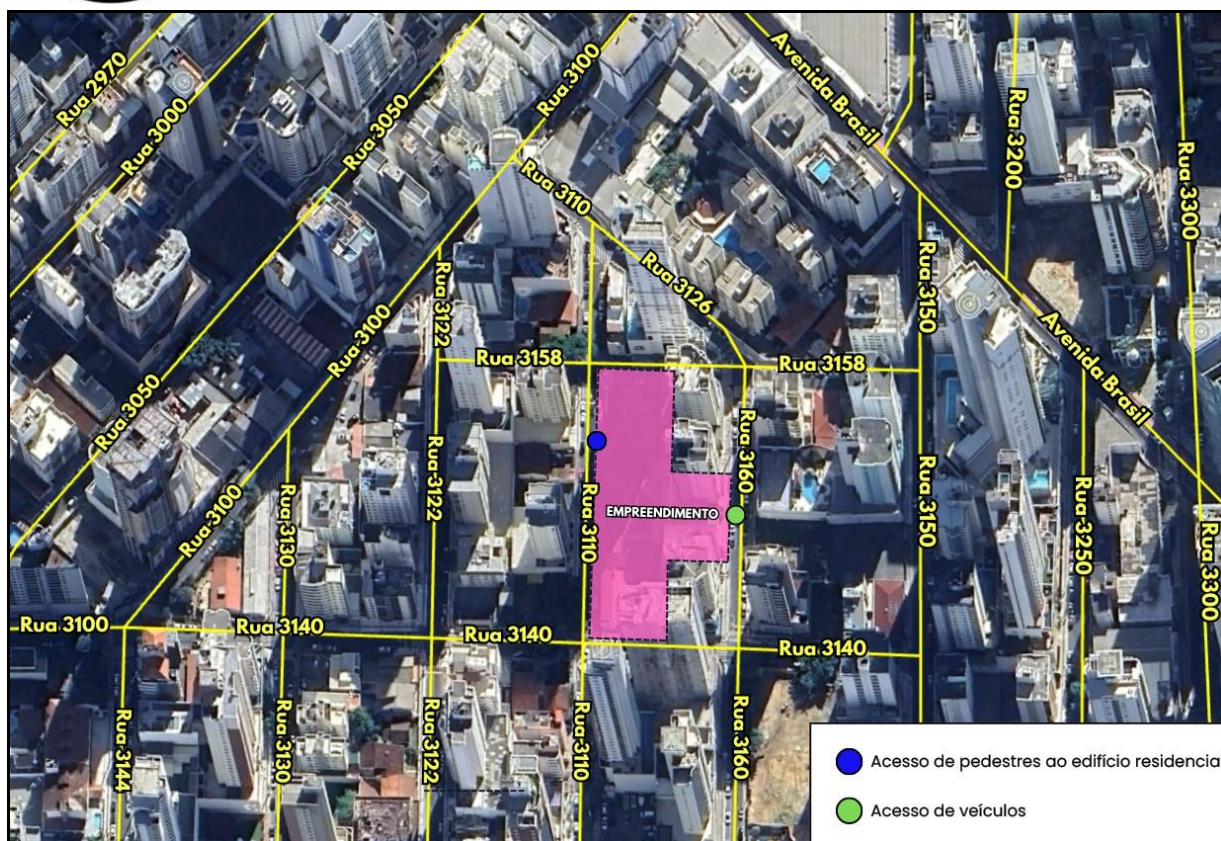 Rua 2970
Rua 3000
Rua 3050
Rua 3100
Avenida Brasil
Rua 3200
Rua 3300
Rua 3110
Rua 3126
Rua 3122
Rua 3150
Rua 3158
Rua 3158
Avenida Brasil
Rua 3100
Rua 3050
Rua 3160
Rua 3122
Rua 3130
Rua 3100
Rua 3110
EMPREENDIMENTO
Rua 3150
Rua 3250
Rua 3300
Rua 3100
Rua 3140
Rua 3140
Rua 3140
Rua 3144
Rua 3130
Rua 3122
Rua 3110
Rua 3160
Acesso de pedestres ao edifício residencia
Acesso de veículos